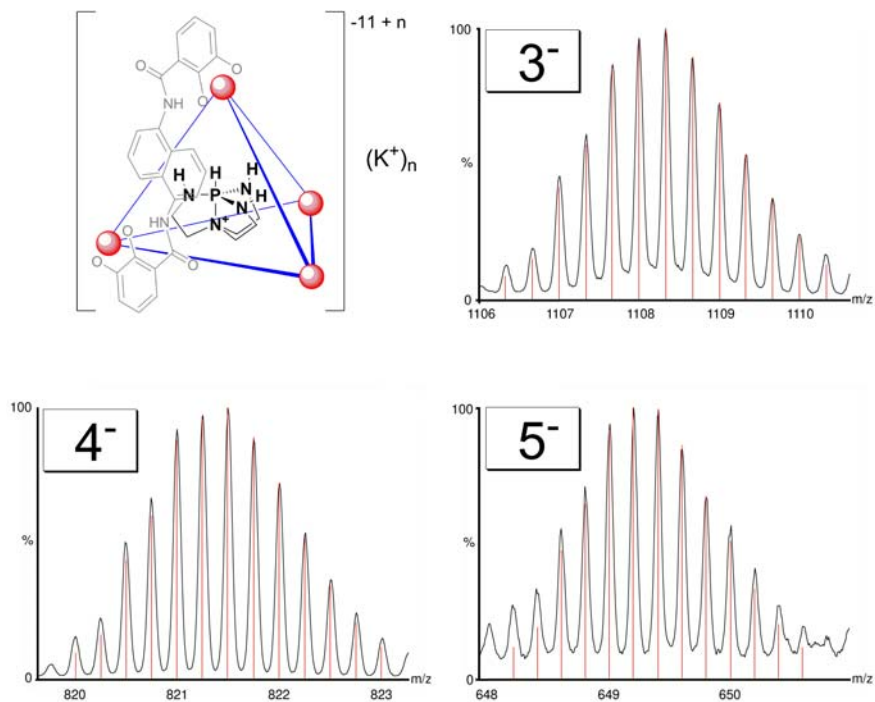 -11 + n
O
O
O
NH
H
H
H
N
P
N
H
N
HN
N+
O
O
O
(K⁺)ₙ
3⁻
100
%
0
1106
1107
1108
1109
1110
m/z
4⁻
100
%
0
820
821
822
823
m/z
5⁻
100
%
0
648
649
650
m/z